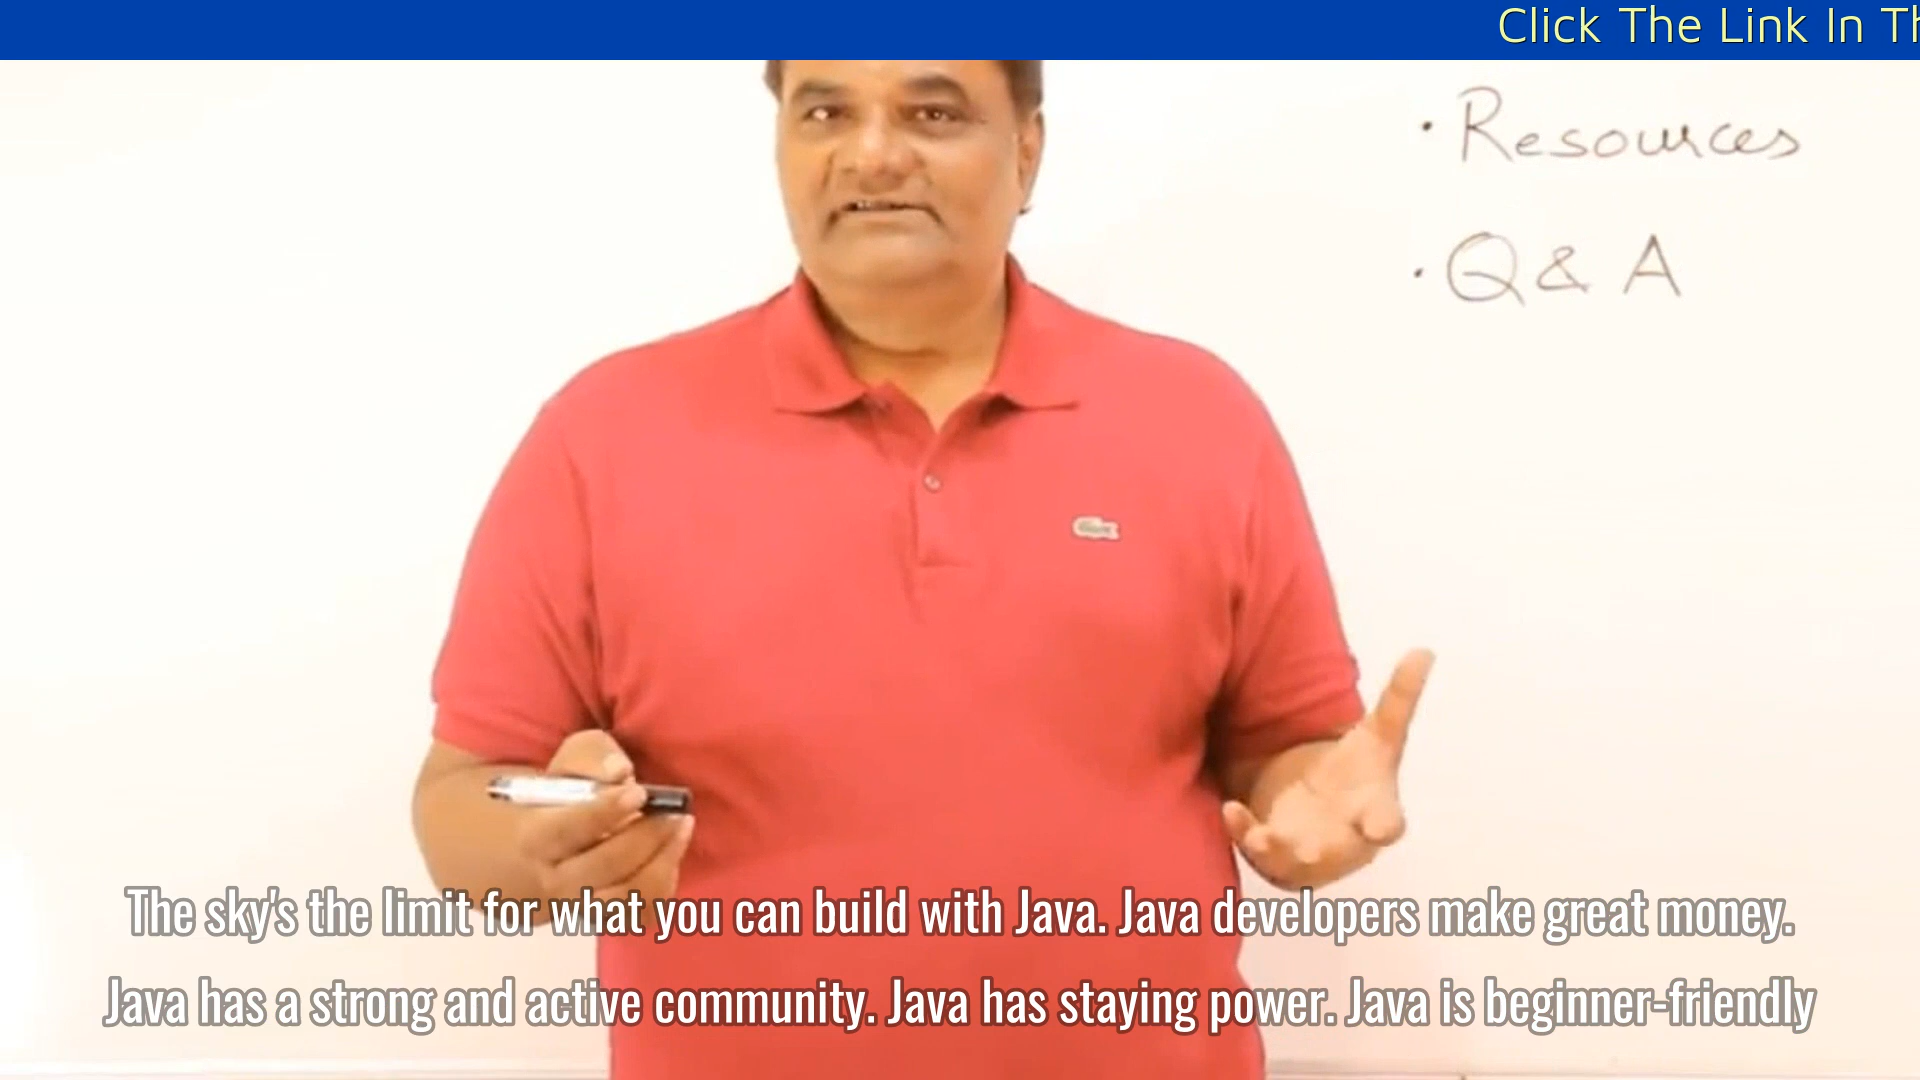 Click The Link In Th
· Resources
· Q & A
The sky's the limit for what you can build with Java. Java developers make great money.
Java has a strong and active community. Java has staying power. Java is beginner-friendly